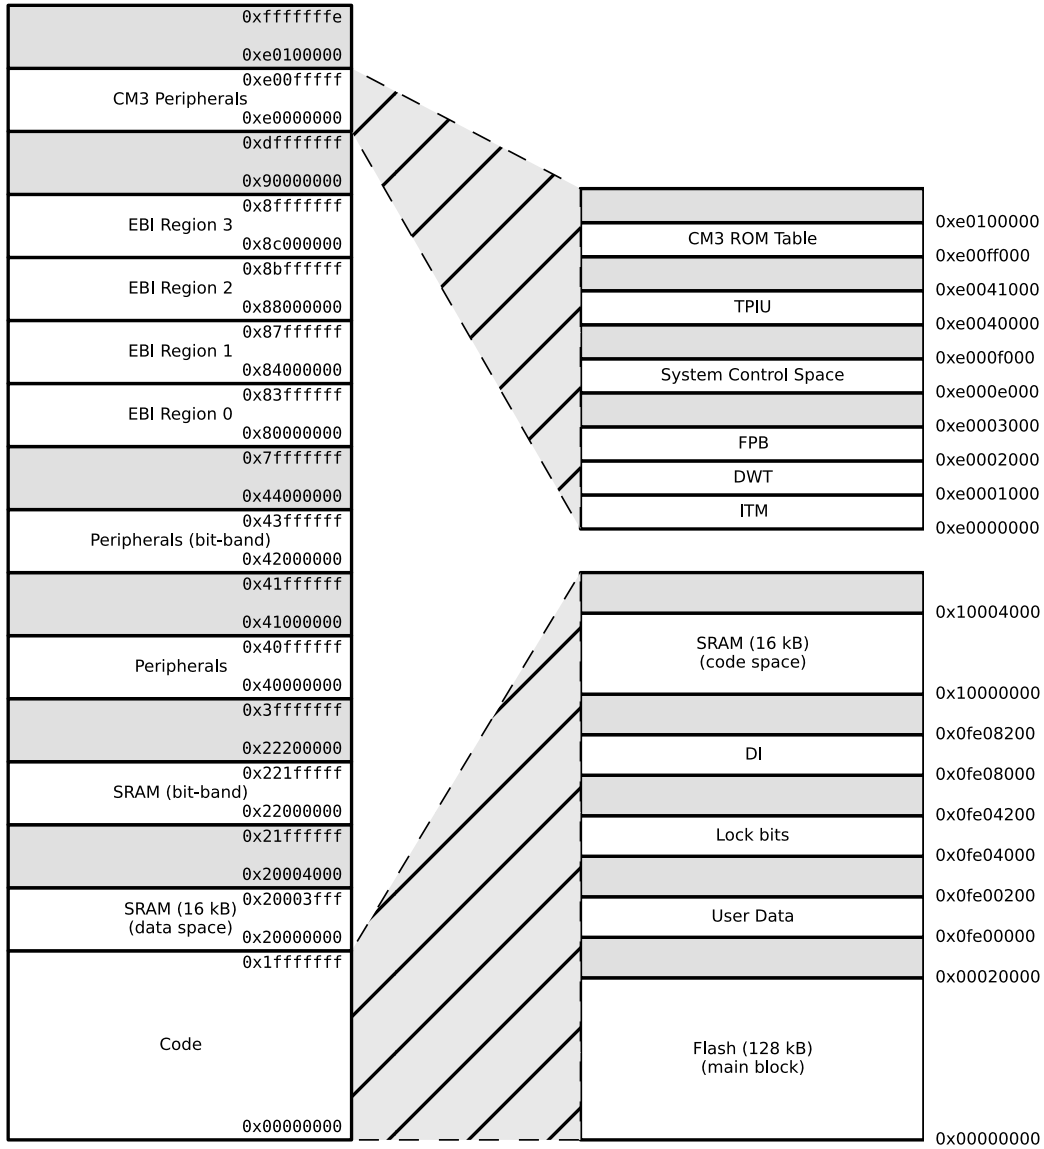 0xfffffffe
0xe0100000
0xe00fffff
CM3 Peripherals
0xe0000000
0xdfffffff
0x90000000
0x8fffffff
EBI Region 3
0x8c000000
0x8bffffff
EBI Region 2
0x88000000
0x87ffffff
EBI Region 1
0x84000000
0x83ffffff
EBI Region 0
0x80000000
0x7fffffff
0x44000000
0x43ffffff
Peripherals (bit-band)
0x42000000
0x41ffffff
0x41000000
0x40ffffff
Peripherals
0x40000000
0x3fffffff
0x22200000
0x221fffff
SRAM (bit-band)
0x22000000
0x21ffffff
0x20004000
0x20003fff
SRAM (16 kB)
(data space)
0x20000000
0x1fffffff
Code
0x00000000
0xe0100000
CM3 ROM Table
0xe00ff000
0xe0041000
TPIU
0xe0040000
0xe000f000
System Control Space
0xe000e000
0xe0003000
FPB
0xe0002000
DWT
0xe0001000
ITM
0xe0000000
0x10004000
SRAM (16 kB)
(code space)
0x10000000
0x0fe08200
DI
0x0fe08000
0x0fe04200
Lock bits
0x0fe04000
0x0fe00200
User Data
0x0fe00000
0x00020000
Flash (128 kB)
(main block)
0x00000000